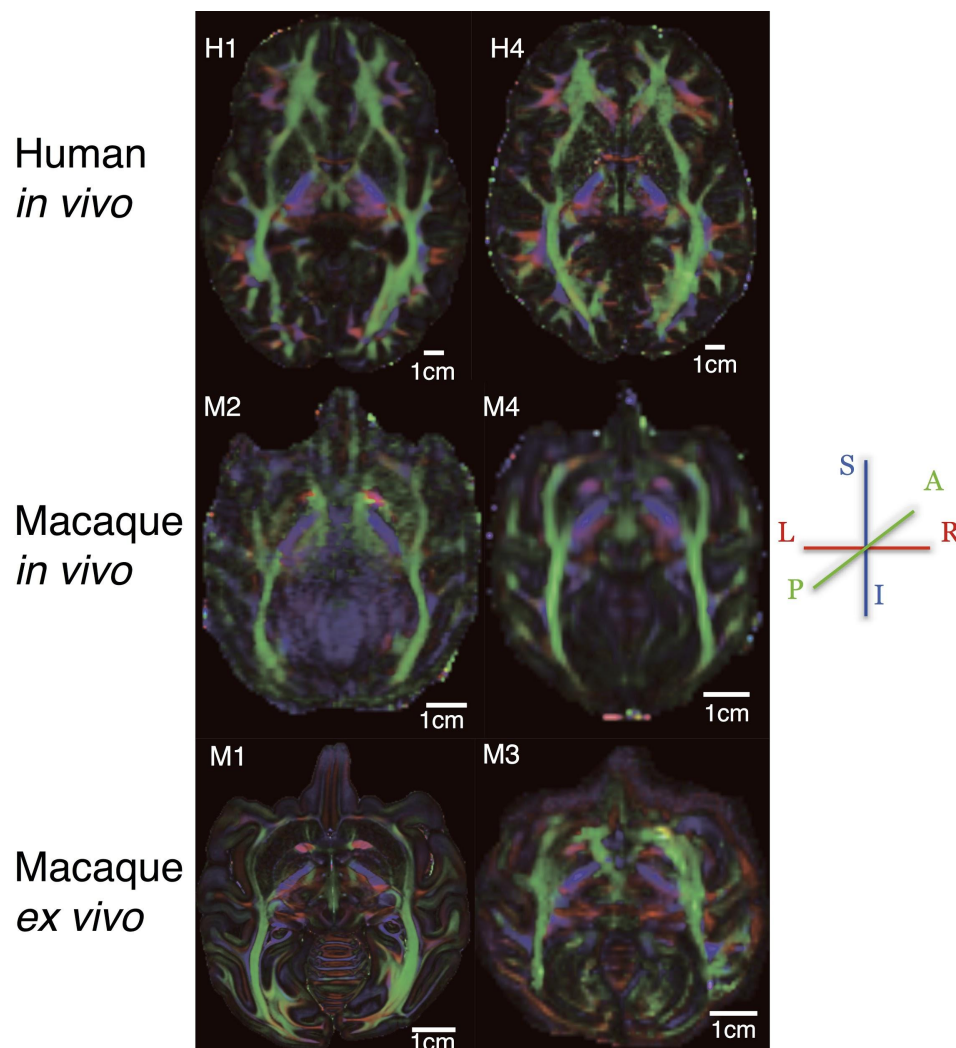 H1
H4
Human
in vivo
1cm
1cm
M2
M4
Macaque
in vivo
1cm
1cm
S
A
L
R
P
I
M1
M3
Macaque
ex vivo
1cm
1cm